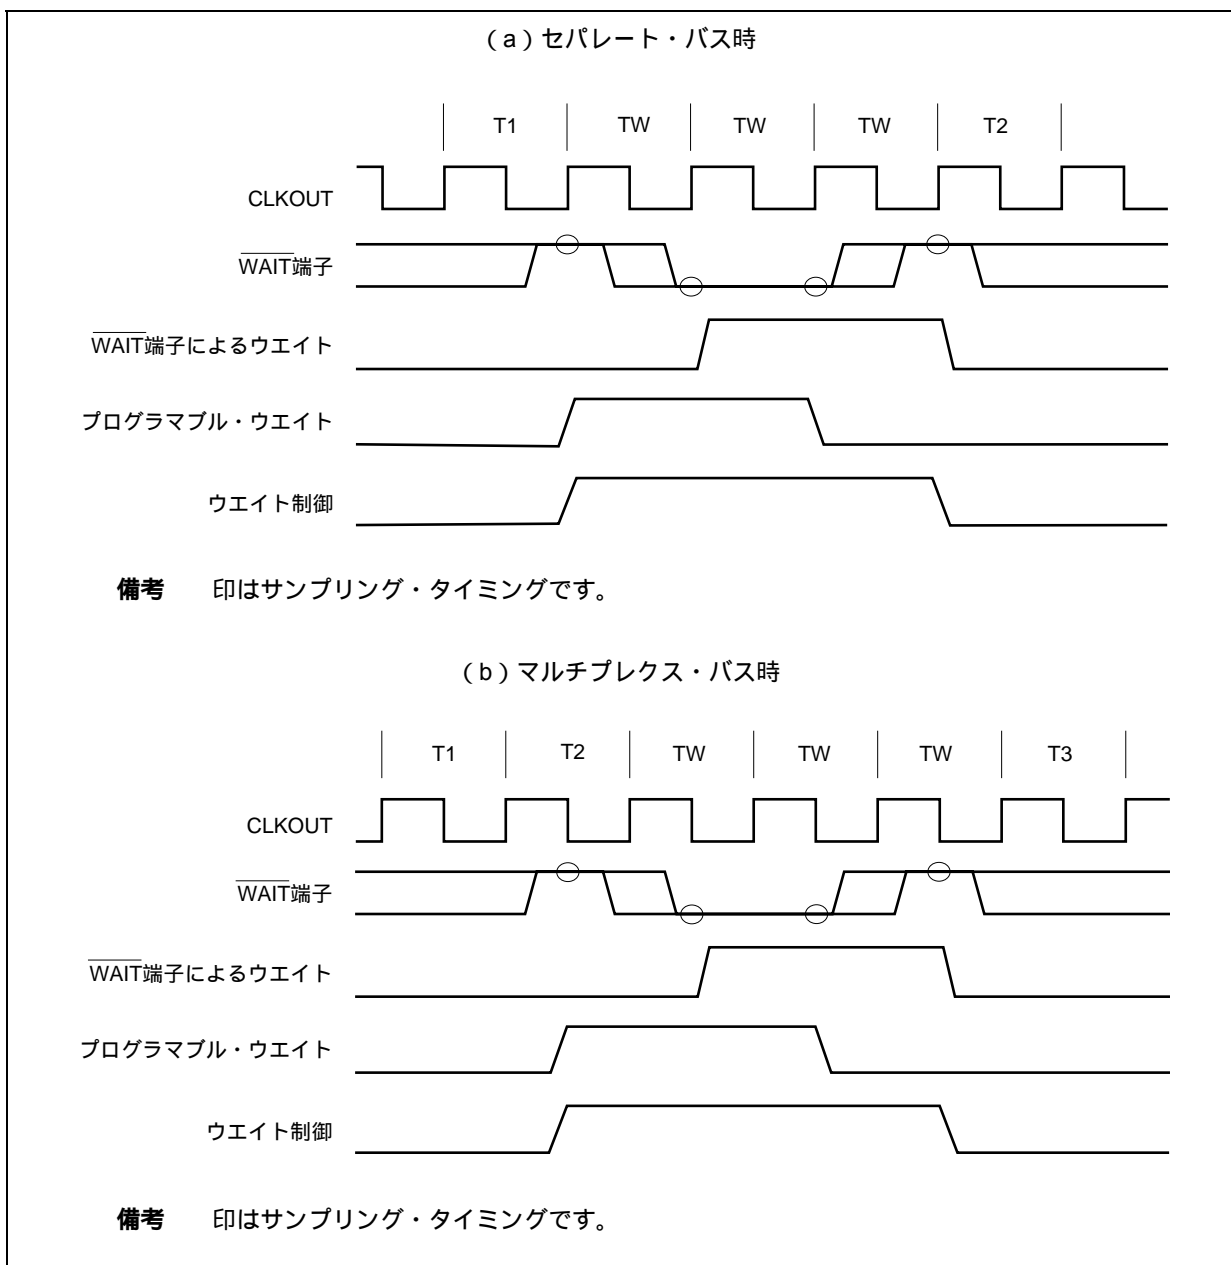 （a）セパレート・バス時
T1 TW TW TW T2
CLKOUT
WAIT端子
WAIT端子によるウエイト
プログラマブル・ウエイト
ウエイト制御
備考　印はサンプリング・タイミングです。
（b）マルチプレクス・バス時
T1 T2 TW TW TW T3
CLKOUT
WAIT端子
WAIT端子によるウエイト
プログラマブル・ウエイト
ウエイト制御
備考　印はサンプリング・タイミングです。